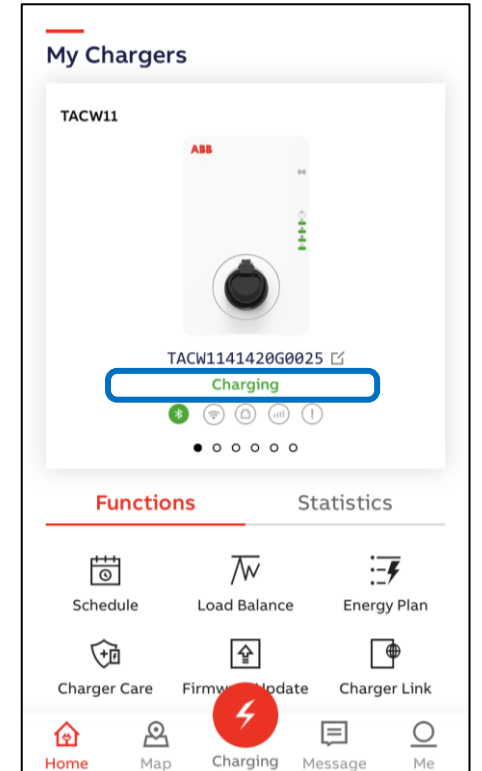 My Chargers
TACW11
ABB
TACW1141420G0025
Charging
Functions Statistics
Schedule Load Balance Energy Plan
Charger Care Firmw Update Charger Link
Home Map Charging Message Me